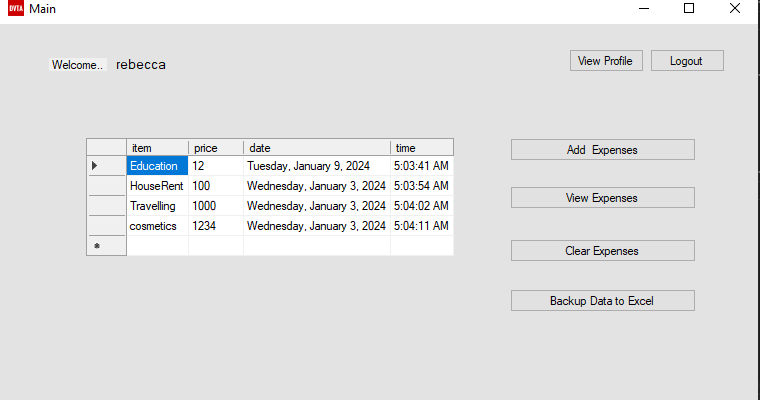 DVTA Main
Welcome.. rebecca View Profile Logout
item price date time
Education 12 Tuesday, January 9, 2024 5:03:41 AM
HouseRent 100 Wednesday, January 3, 2024 5:03:54 AM
Travelling 1000 Wednesday, January 3, 2024 5:04:02 AM
cosmetics 1234 Wednesday, January 3, 2024 5:04:11 AM
*
Add Expenses
View Expenses
Clear Expenses
Backup Data to Excel